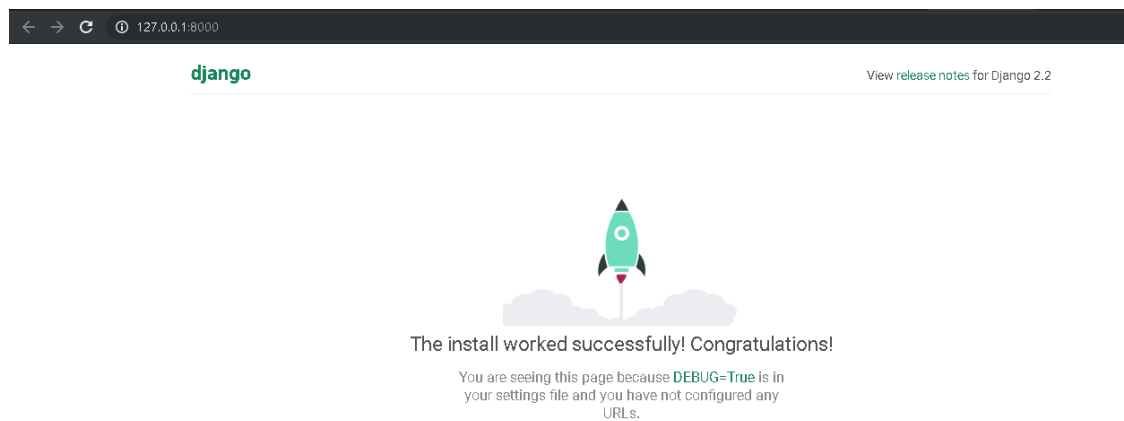 127.0.0.1:8000
django
View release notes for Django 2.2
The install worked successfully! Congratulations!
You are seeing this page because DEBUG=True is in
your settings file and you have not configured any
URLs.